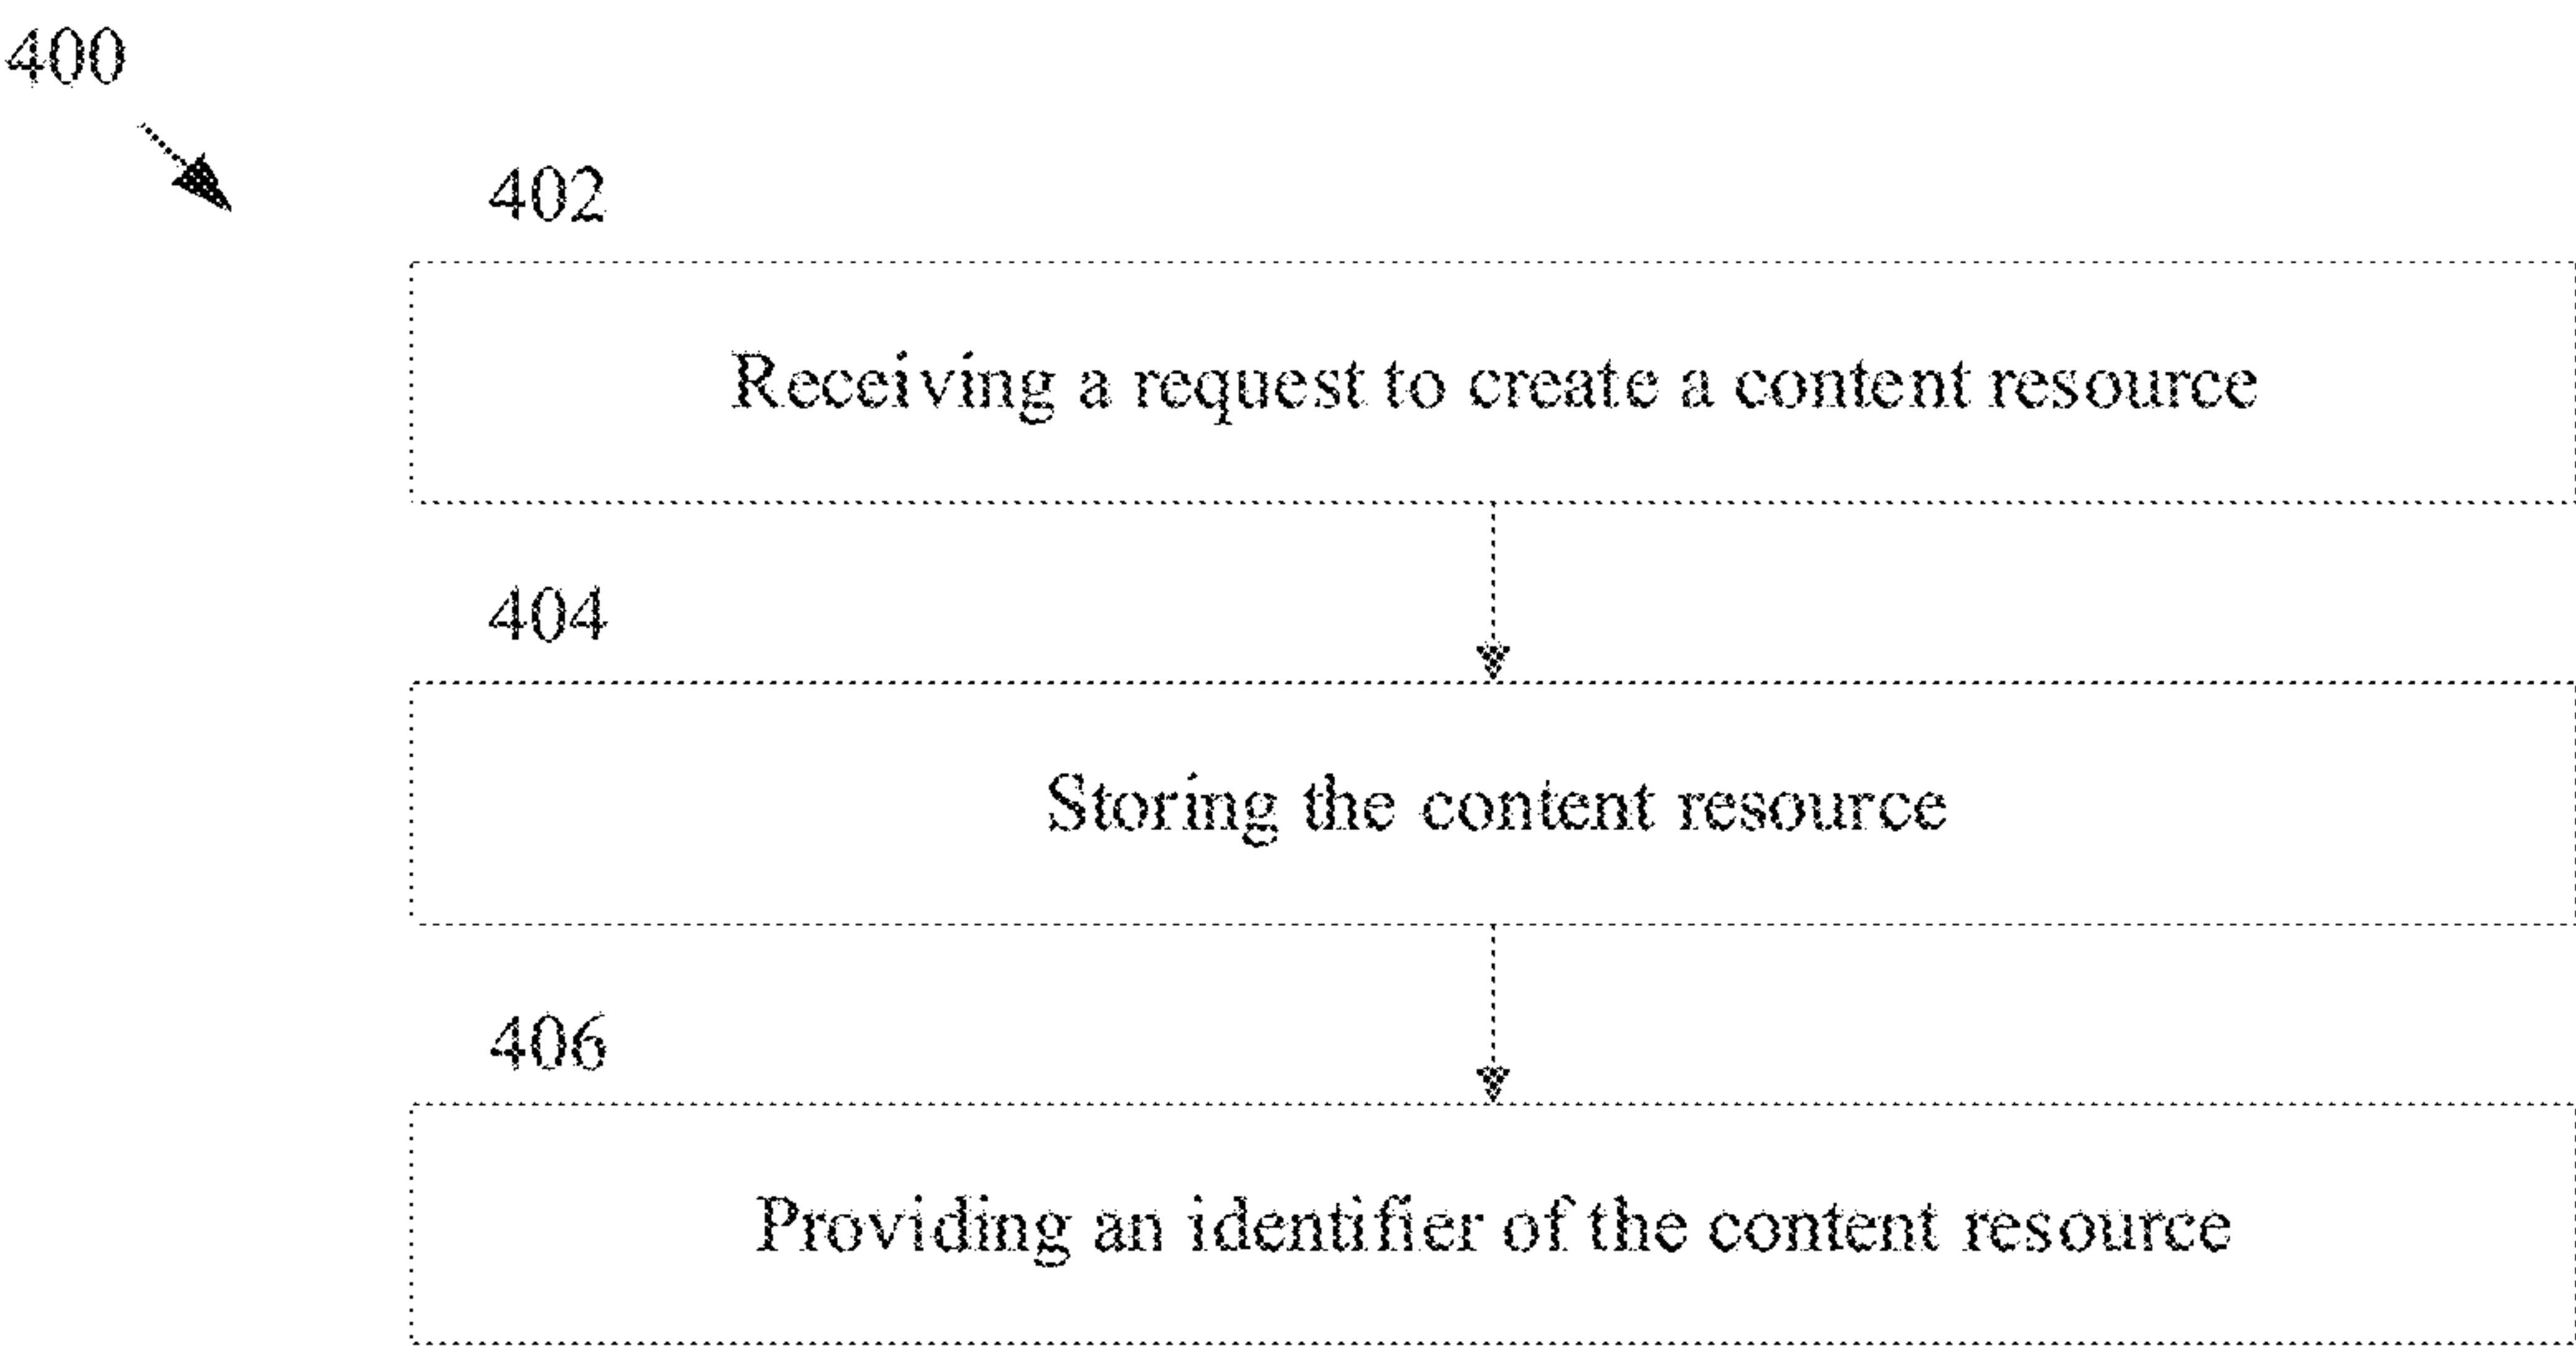 400
402
Receiving a request to create a content resource
404
Storing the content resource
406
Providing an identifier of the content resource